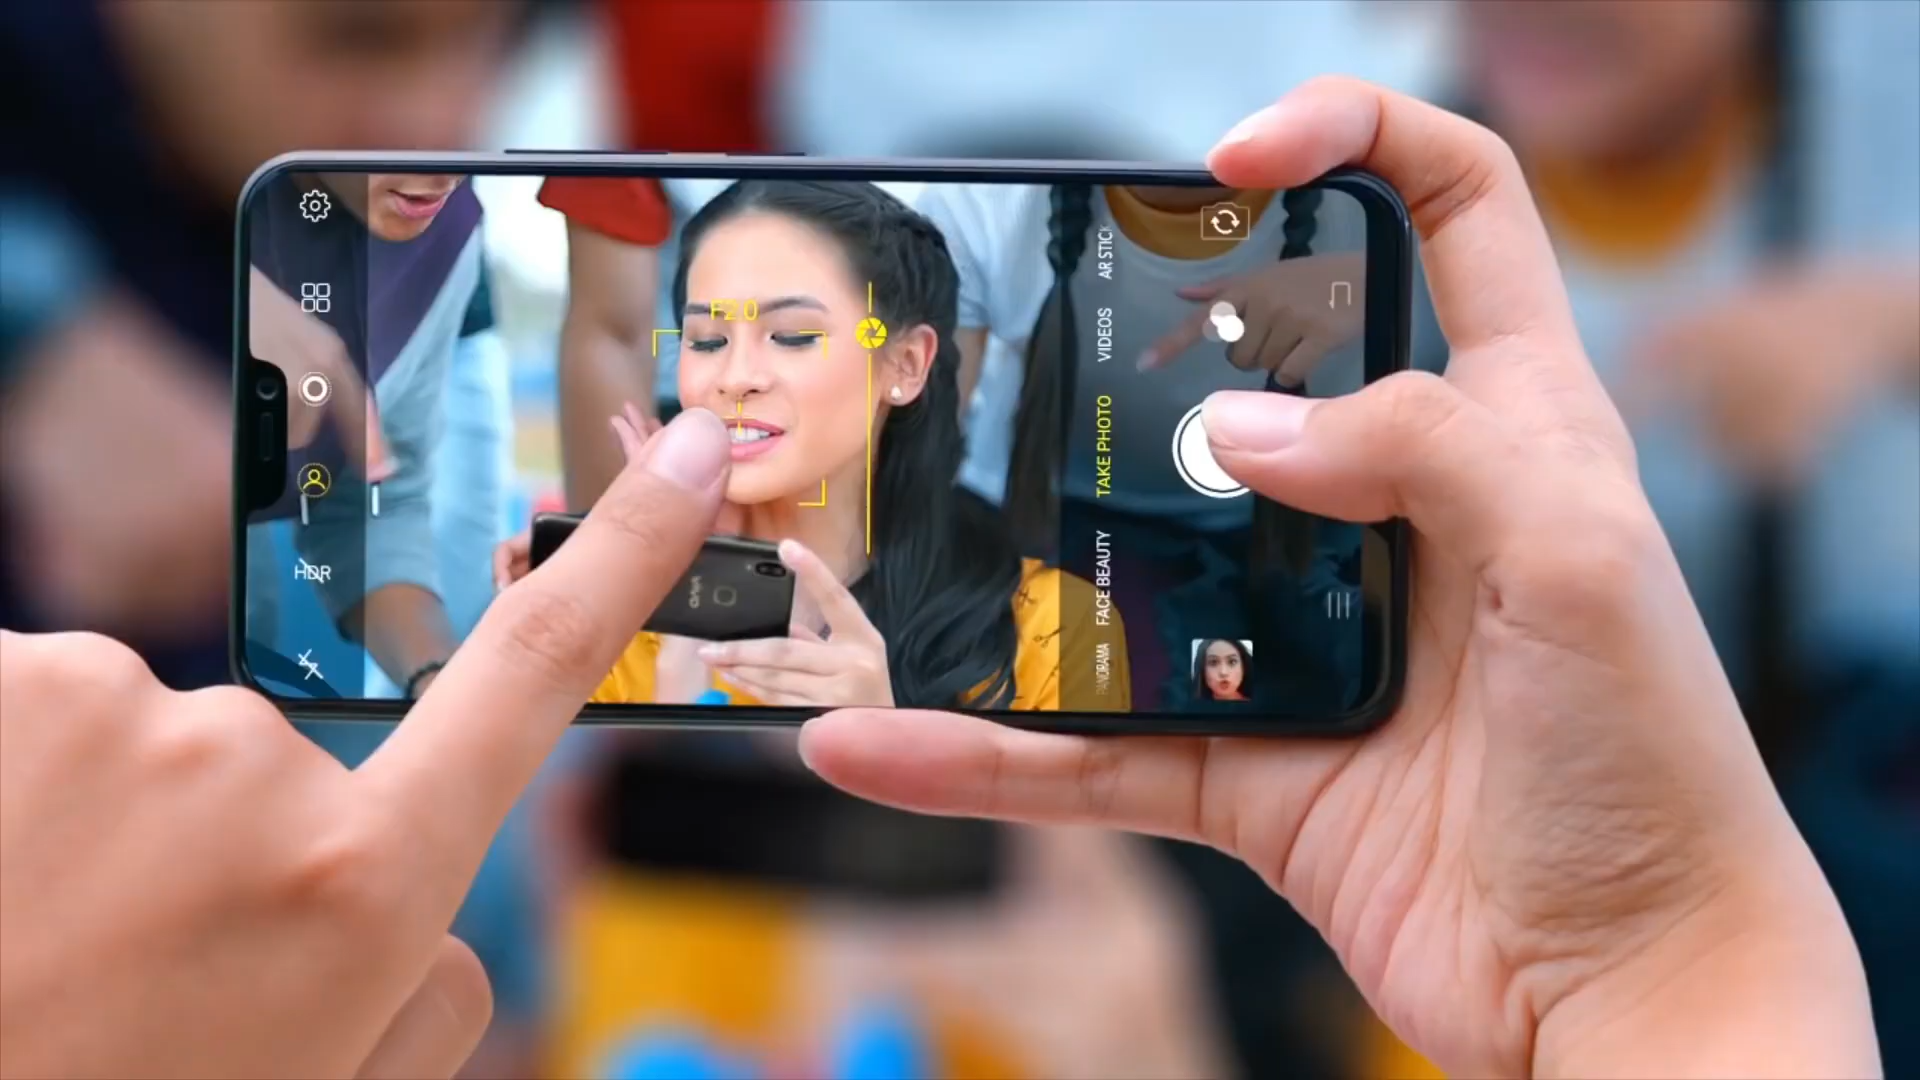 F2.0
HDR
AR STICK
VIDEOS
TAKE PHOTO
FACE BEAUTY
PANORAMA
vivo